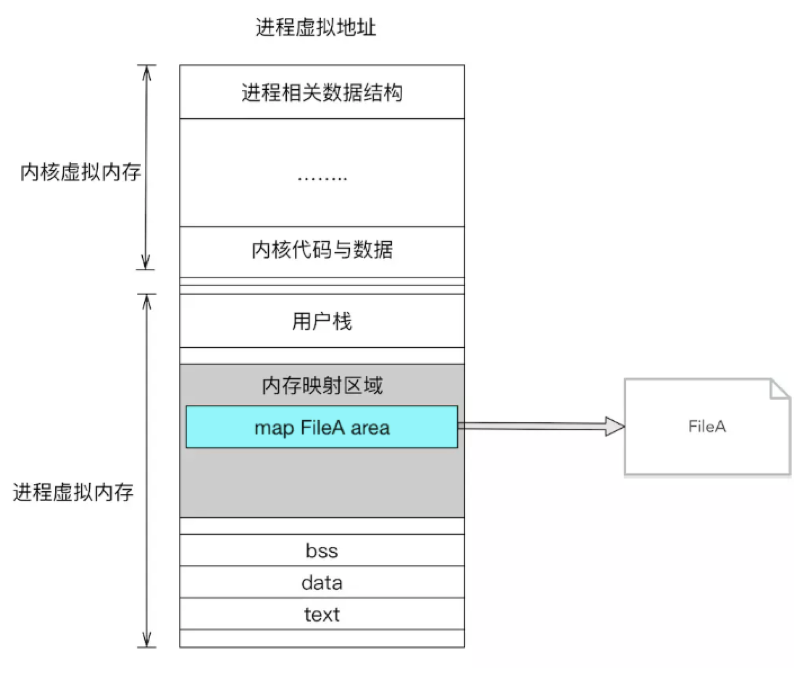 进程虚拟地址
进程相关数据结构
内核虚拟内存
........
内核代码与数据
用户栈
内存映射区域
map FileA area
FileA
进程虚拟内存
bss
data
text